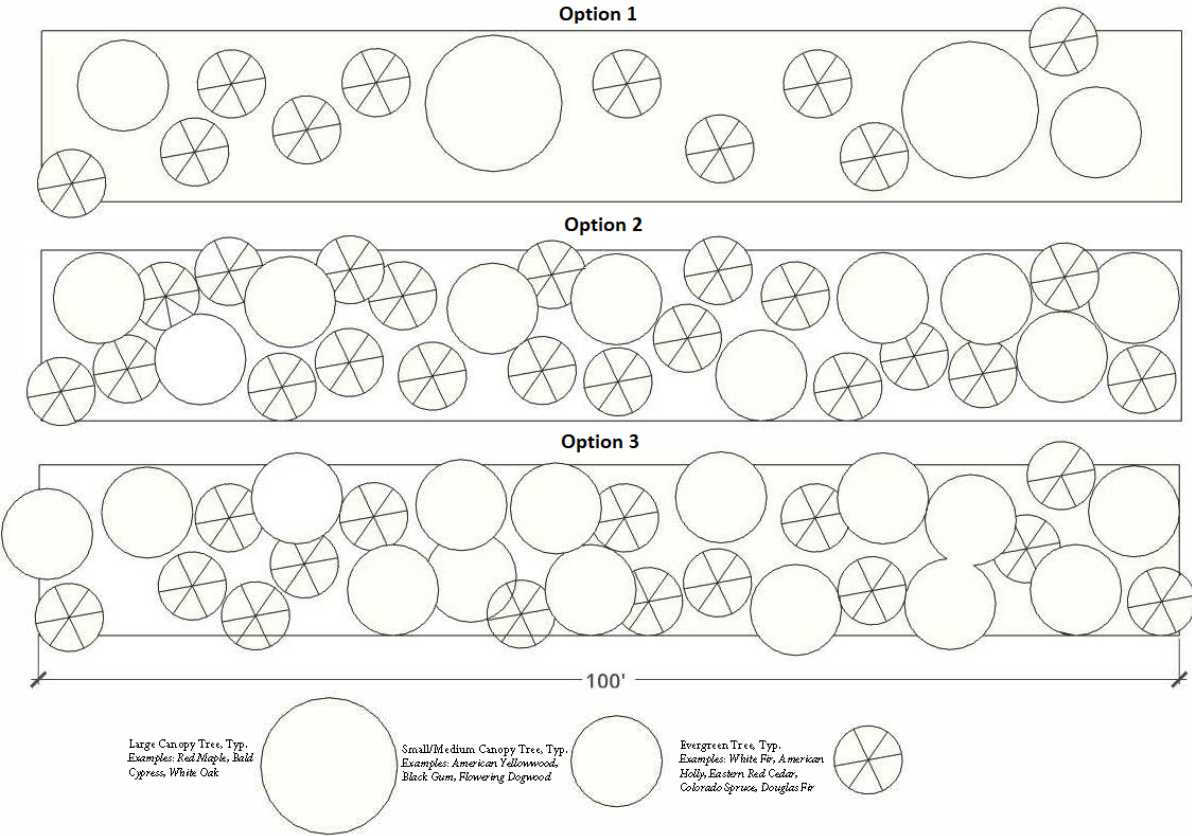 Option 1
Option 2
Option 3
100'
Large Canopy Tree, Typ.
Examples: Red Maple, Bald
Cypress, White Oak
Small/Medium Canopy Tree, Typ.
Examples: American Yellowwood,
Black Gum, Flowering Dogwood
Evergreen Tree, Typ.
Examples: White Fir, American
Holly, Eastern Red Cedar,
Colorado Spruce, Douglas Fir